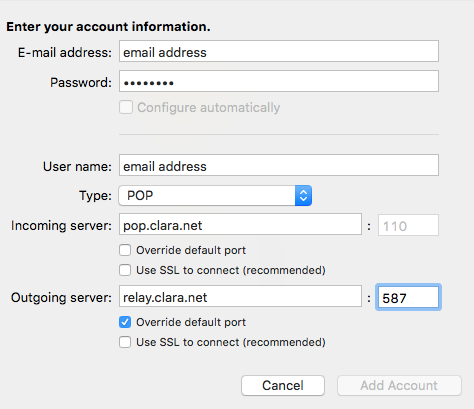 Enter your account information.
E-mail address: email address
Password: ••••••••
Configure automatically
User name: email address
Type: POP
Incoming server: pop.clara.net : 110
Override default port
Use SSL to connect (recommended)
Outgoing server: relay.clara.net : 587
Override default port
Use SSL to connect (recommended)
Cancel Add Account